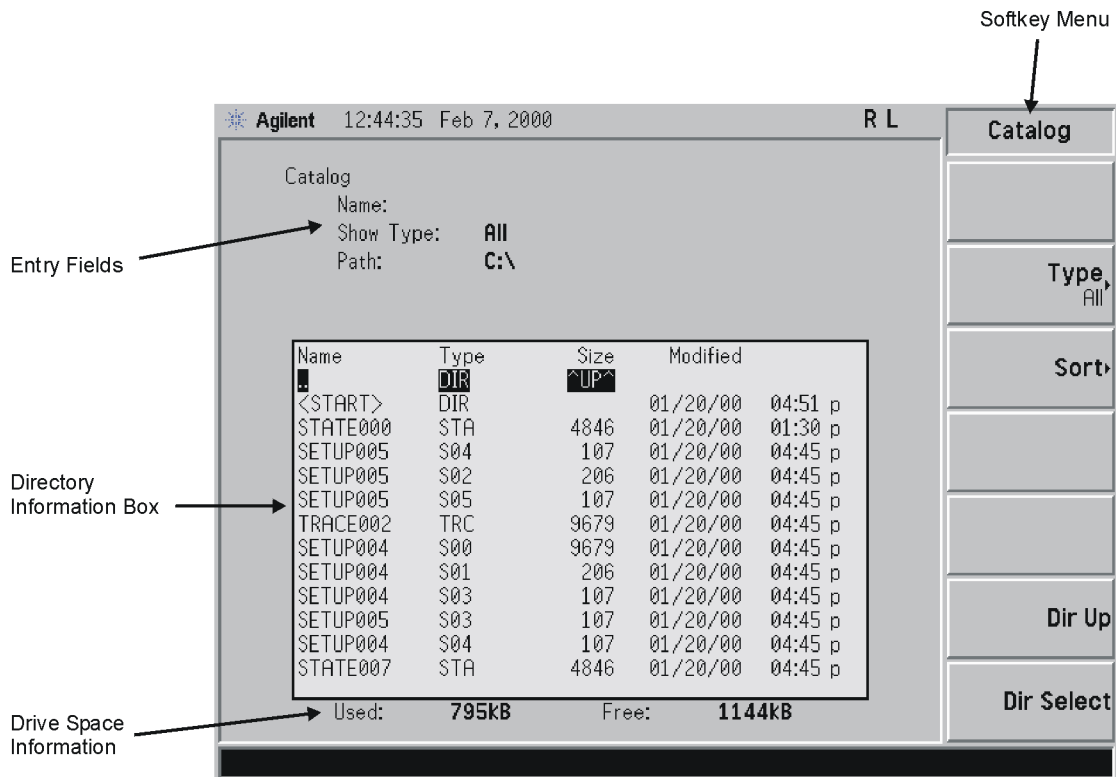 Softkey Menu
Agilent 12:44:35 Feb 7, 2000 R L
Catalog
Catalog
Name:
Show Type: All
Path: C:\
Entry Fields
Type
All
Sort
Dir Up
Dir Select
Name Type Size Modified
.. DIR ^UP^
<START> DIR 01/20/00 04:51 p
STATE000 STA 4846 01/20/00 01:30 p
SETUP005 S04 107 01/20/00 04:45 p
SETUP005 S02 206 01/20/00 04:45 p
SETUP005 S05 107 01/20/00 04:45 p
TRACE002 TRC 9679 01/20/00 04:45 p
SETUP004 S00 9679 01/20/00 04:45 p
SETUP004 S01 206 01/20/00 04:45 p
SETUP004 S03 107 01/20/00 04:45 p
SETUP005 S03 107 01/20/00 04:45 p
SETUP004 S04 107 01/20/00 04:45 p
STATE007 STA 4846 01/20/00 04:45 p
Directory
Information Box
Used: 795kB Free: 1144kB
Drive Space
Information